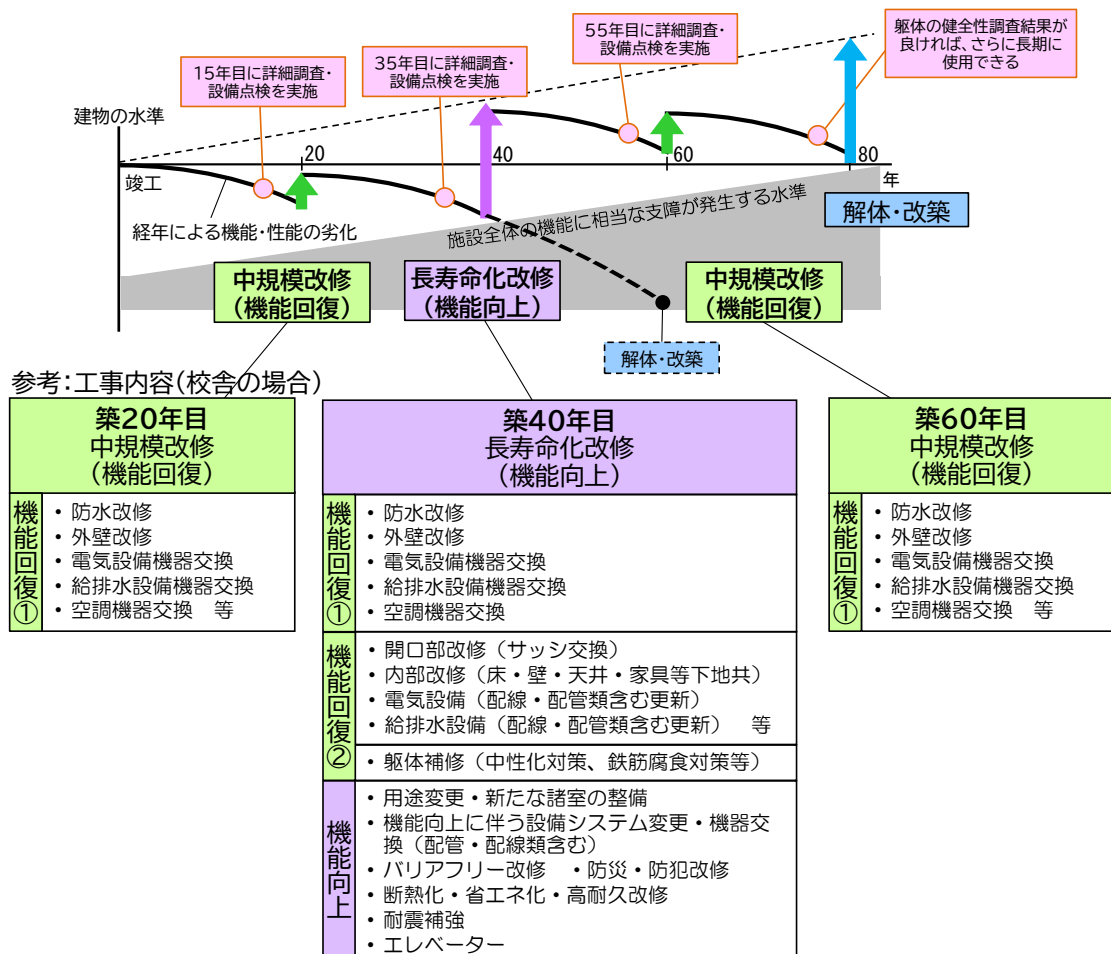 55年目に詳細調査・
設備点検を実施
躯体の健全性調査結果が
良ければ、さらに長期に
使用できる
35年目に詳細調査・
設備点検を実施
15年目に詳細調査・
設備点検を実施
建物の水準
20
40
60
80
竣工
年
経年による機能・性能の劣化
施設全体の機能に相当な支障が発生する水準
解体・改築
中規模改修
(機能回復)
長寿命化改修
(機能向上)
中規模改修
(機能回復)
解体・改築
参考：工事内容(校舎の場合)
築20年目
中規模改修
(機能回復)
機能回復①
・防水改修
・外壁改修
・電気設備機器交換
・給排水設備機器交換
・空調機器交換　等
築40年目
長寿命化改修
(機能向上)
機能回復①
・防水改修
・外壁改修
・電気設備機器交換
・給排水設備機器交換
・空調機器交換
機能回復②
・開口部改修（サッシ交換）
・内部改修（床・壁・天井・家具等下地共）
・電気設備（配線・配管類含む更新）
・給排水設備（配線・配管類含む更新）　等
・躯体補修（中性化対策、鉄筋腐食対策等）
機能向上
・用途変更・新たな諸室の整備
・機能向上に伴う設備システム変更・機器交
換（配管・配線類含む）
・バリアフリー改修　・防災・防犯改修
・断熱化・省エネ化・高耐久改修
・耐震補強
・エレベーター
築60年目
中規模改修
(機能回復)
機能回復①
・防水改修
・外壁改修
・電気設備機器交換
・給排水設備機器交換
・空調機器交換　等